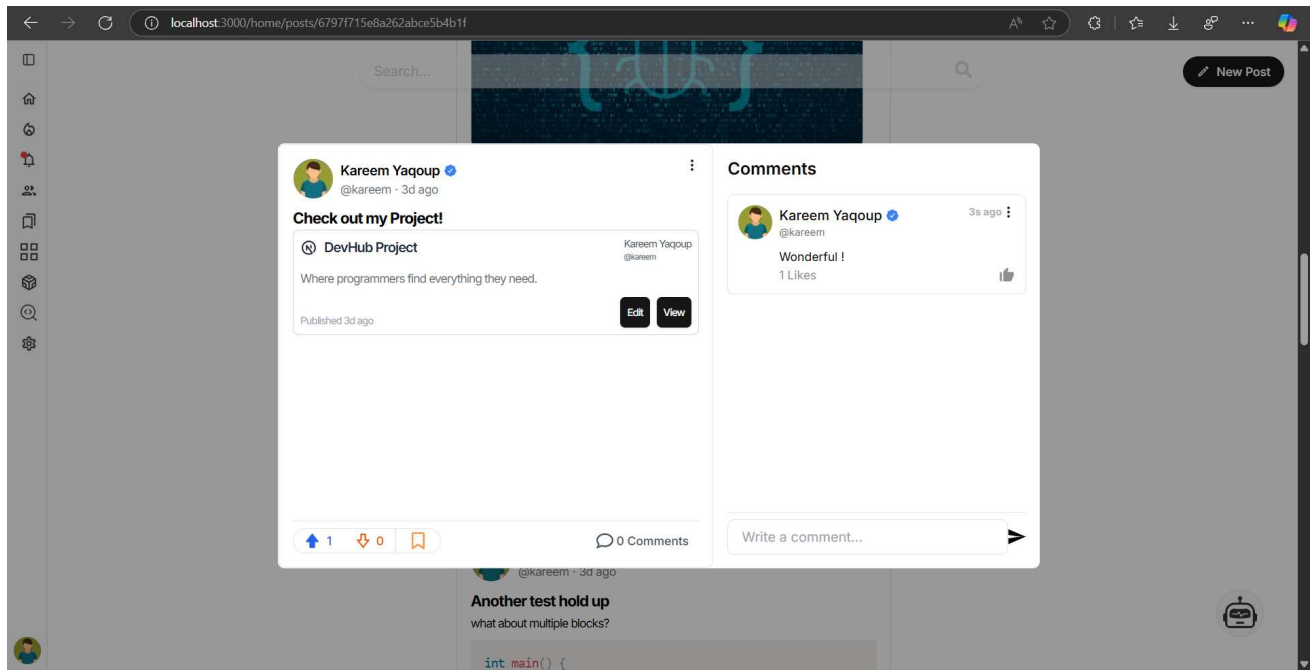 localhost:3000/home/posts/6797f715e8a262abce5b4b1f
Search...
New Post
Kareem Yaqoup
@kareem · 3d ago
Check out my Project!
DevHub Project
Kareem Yaqoup
@kareem
Where programmers find everything they need.
Published 3d ago
Edit
View
1
0
0 Comments
Comments
Kareem Yaqoup
3s ago
@kareem
Wonderful !
1 Likes
Write a comment...
@kareem · 3d ago
Another test hold up
what about multiple blocks?
int main() {